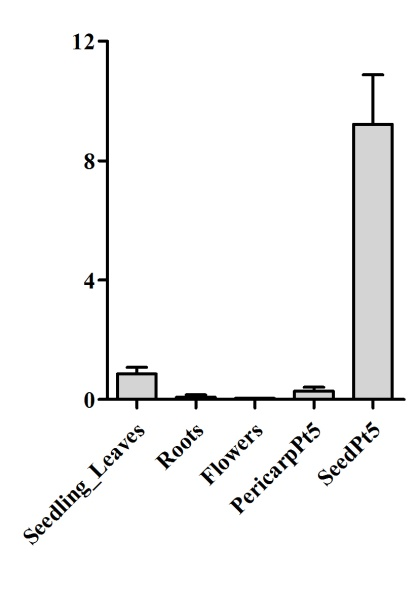 12
8
4
0
Seedling_Leaves
Roots
Flowers
PericarpPt5
SeedPt5